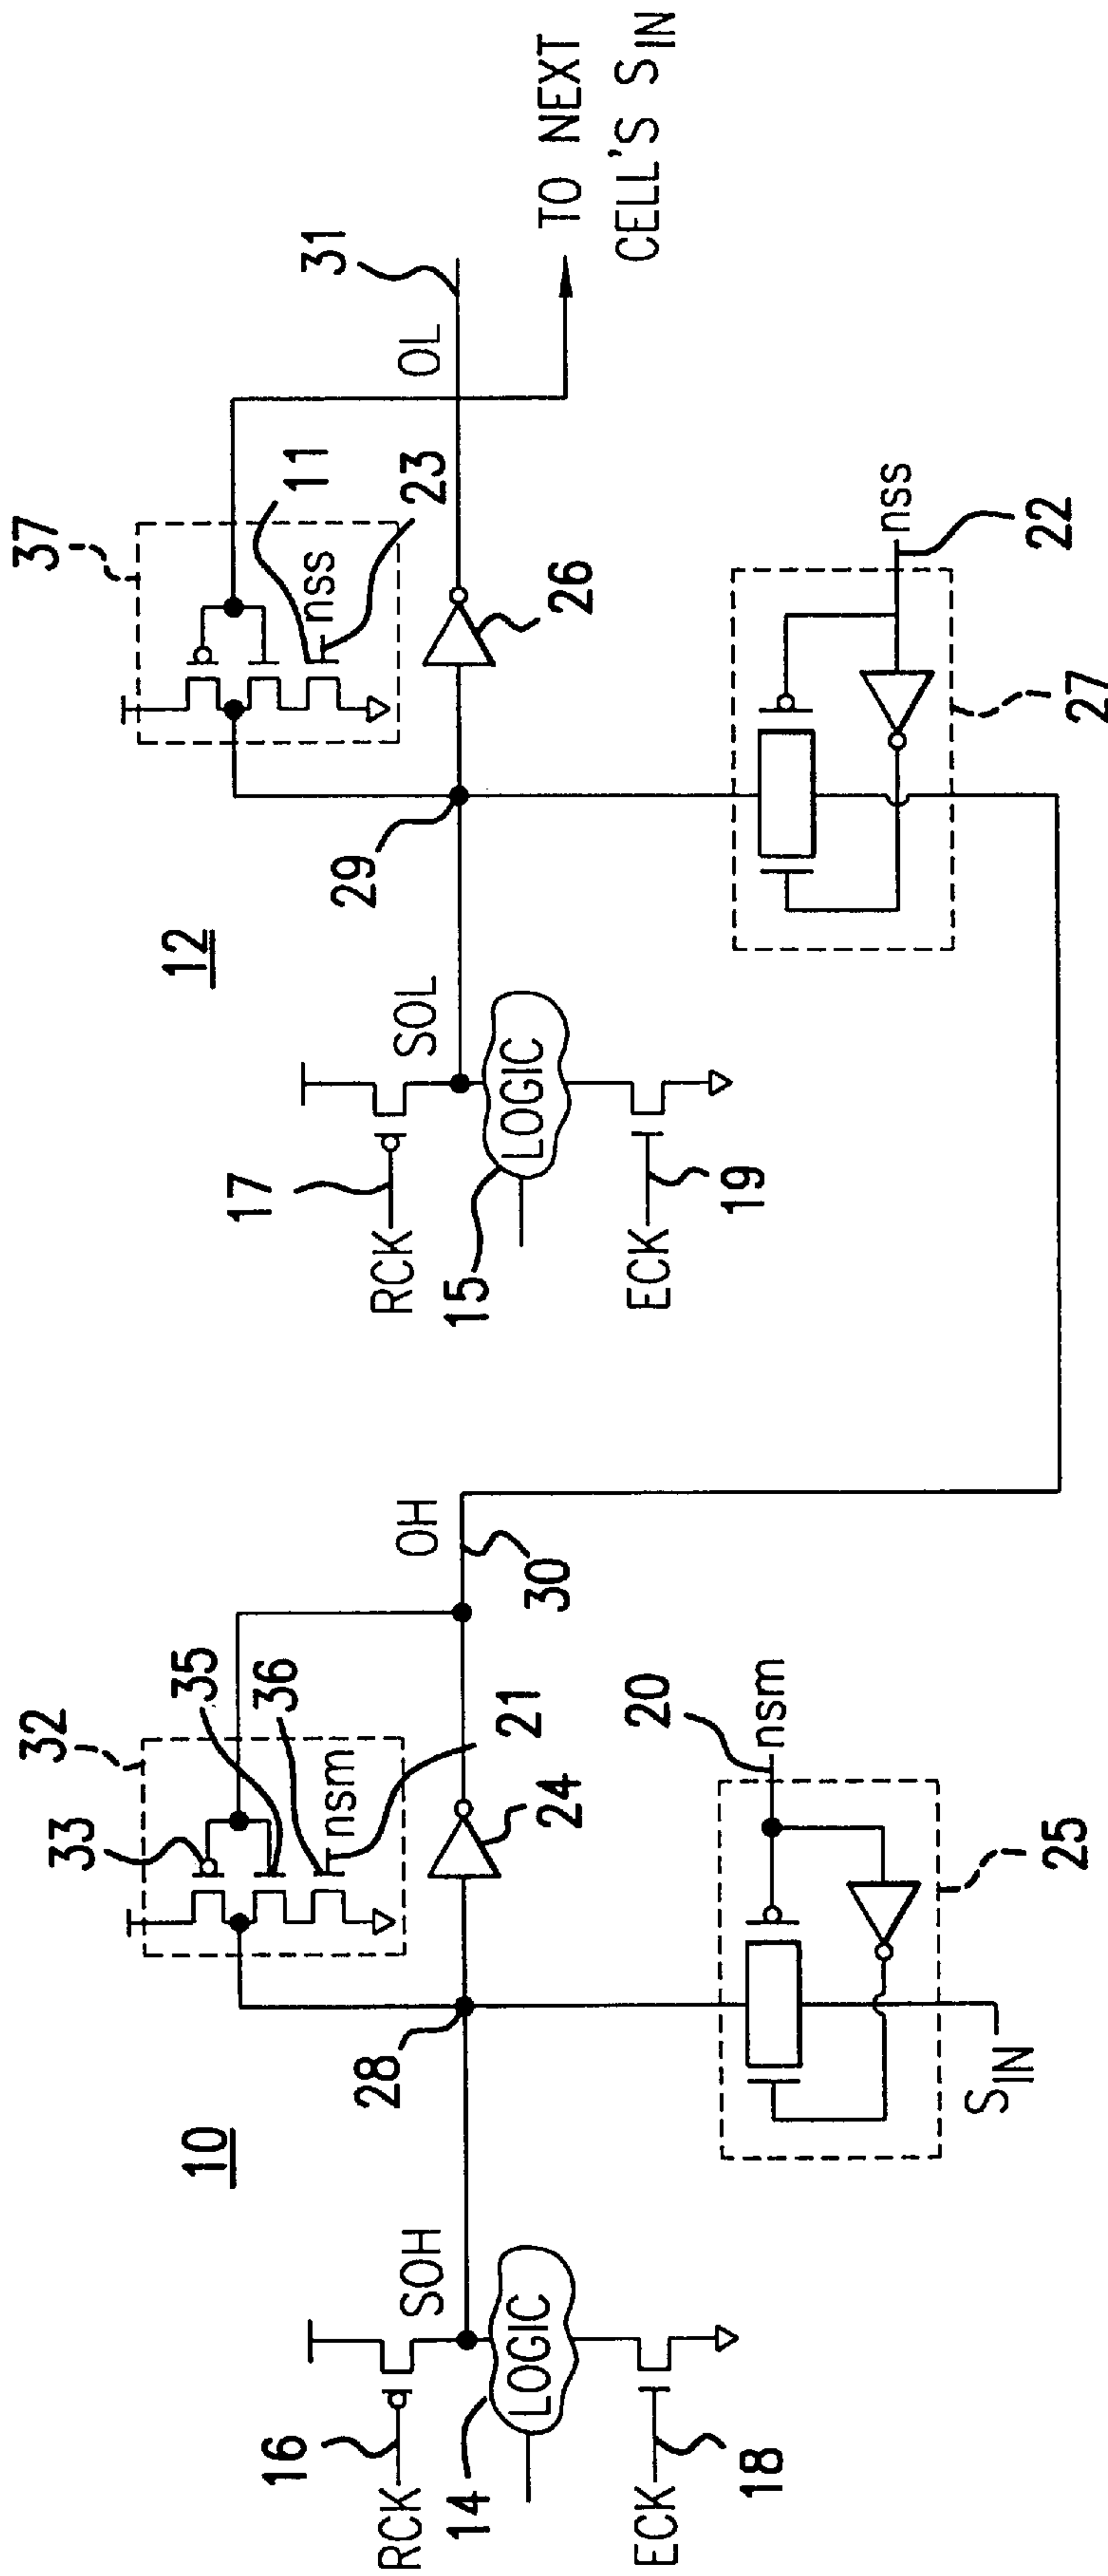 10
RCK
16
SOH
14
LOGIC
ECK
18
28
32
33
35
36
nsm
21
24
OH
30
20
nsm
25
S_IN
12
RCK
17
SOL
15
LOGIC
ECK
19
29
37
11
nss
23
26
OL
31
TO NEXT
CELL'S S_IN
nss
22
27